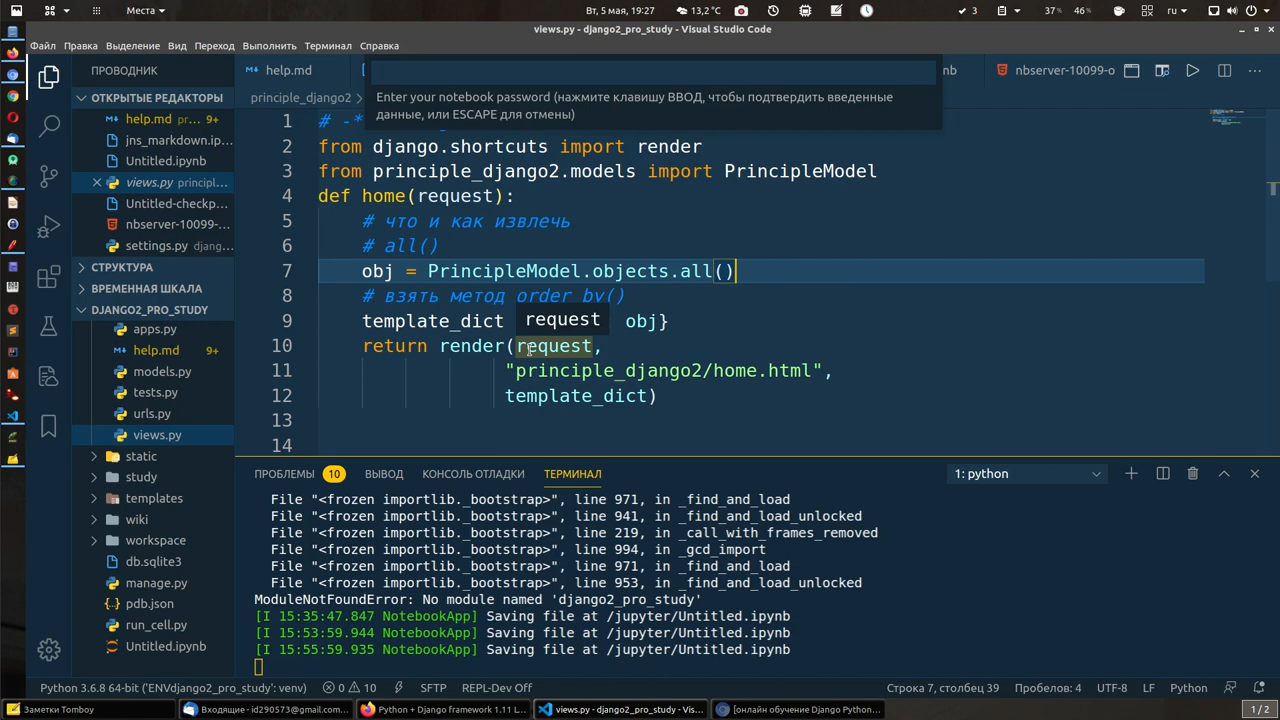 Места
Вт, 5 мая, 19:27
13,2 °C
3
37 %
46%
ru
views.py - django2_pro_study - Visual Studio Code
Файл Правка Выделение Вид Переход Выполнить Терминал Справка
ПРОВОДНИК
help.md
nb
nbserver-10099-o
Enter your notebook password (нажмите клавишу ВВОД, чтобы подтвердить введенные
данные, или ESCAPE для отмены)
ОТКРЫТЫЕ РЕДАКТОРЫ
help.md 9+
jns_markdown.ip...
Untitled.ipynb
views.py principl...
Untitled-checkp...
nbserver-10099-...
settings.py django...
СТРУКТУРА
ВРЕМЕННАЯ ШКАЛА
DJANGO2_PRO_STUDY
apps.py
help.md 9+
models.py
tests.py
urls.py
views.py
static
study
templates
wiki
workspace
db.sqlite3
manage.py
pdb.json
run_cell.py
Untitled.ipynb
principle_django2 >
1 # -*
2 from django.shortcuts import render
3 from principle_django2.models import PrincipleModel
4 def home(request):
5 # что и как извлечь
6 # all()
7 obj = PrincipleModel.objects.all()
8 # взять метод order_by()
9 template_dict obj}
request
10 return render(request,
11 "principle_django2/home.html",
12 template_dict)
13
14
ПРОБЛЕМЫ 10 ВЫВОД КОНСОЛЬ ОТЛАДКИ ТЕРМИНАЛ 1: python
File "<frozen importlib._bootstrap>", line 971, in _find_and_load
File "<frozen importlib._bootstrap>", line 941, in _find_and_load_unlocked
File "<frozen importlib._bootstrap>", line 219, in _call_with_frames_removed
File "<frozen importlib._bootstrap>", line 994, in _gcd_import
File "<frozen importlib._bootstrap>", line 971, in _find_and_load
File "<frozen importlib._bootstrap>", line 953, in _find_and_load_unlocked
ModuleNotFoundError: No module named 'django2_pro_study'
[I 15:35:47.847 NotebookApp] Saving file at /jupyter/Untitled.ipynb
[I 15:53:59.944 NotebookApp] Saving file at /jupyter/Untitled.ipynb
[I 15:55:59.935 NotebookApp] Saving file at /jupyter/Untitled.ipynb
Python 3.6.8 64-bit ('ENVdjango2_pro_study': venv) 0 10 SFTP REPL-Dev Off Строка 7, столбец 39 Пробелов: 4 UTF-8 LF Python
Заметки Tomboy
Входящие - id290573@gmail.com...
Python + Django framework 1.11 L...
views.py - django2_pro_study - Vis...
[онлайн обучение Django Python...
1 / 2